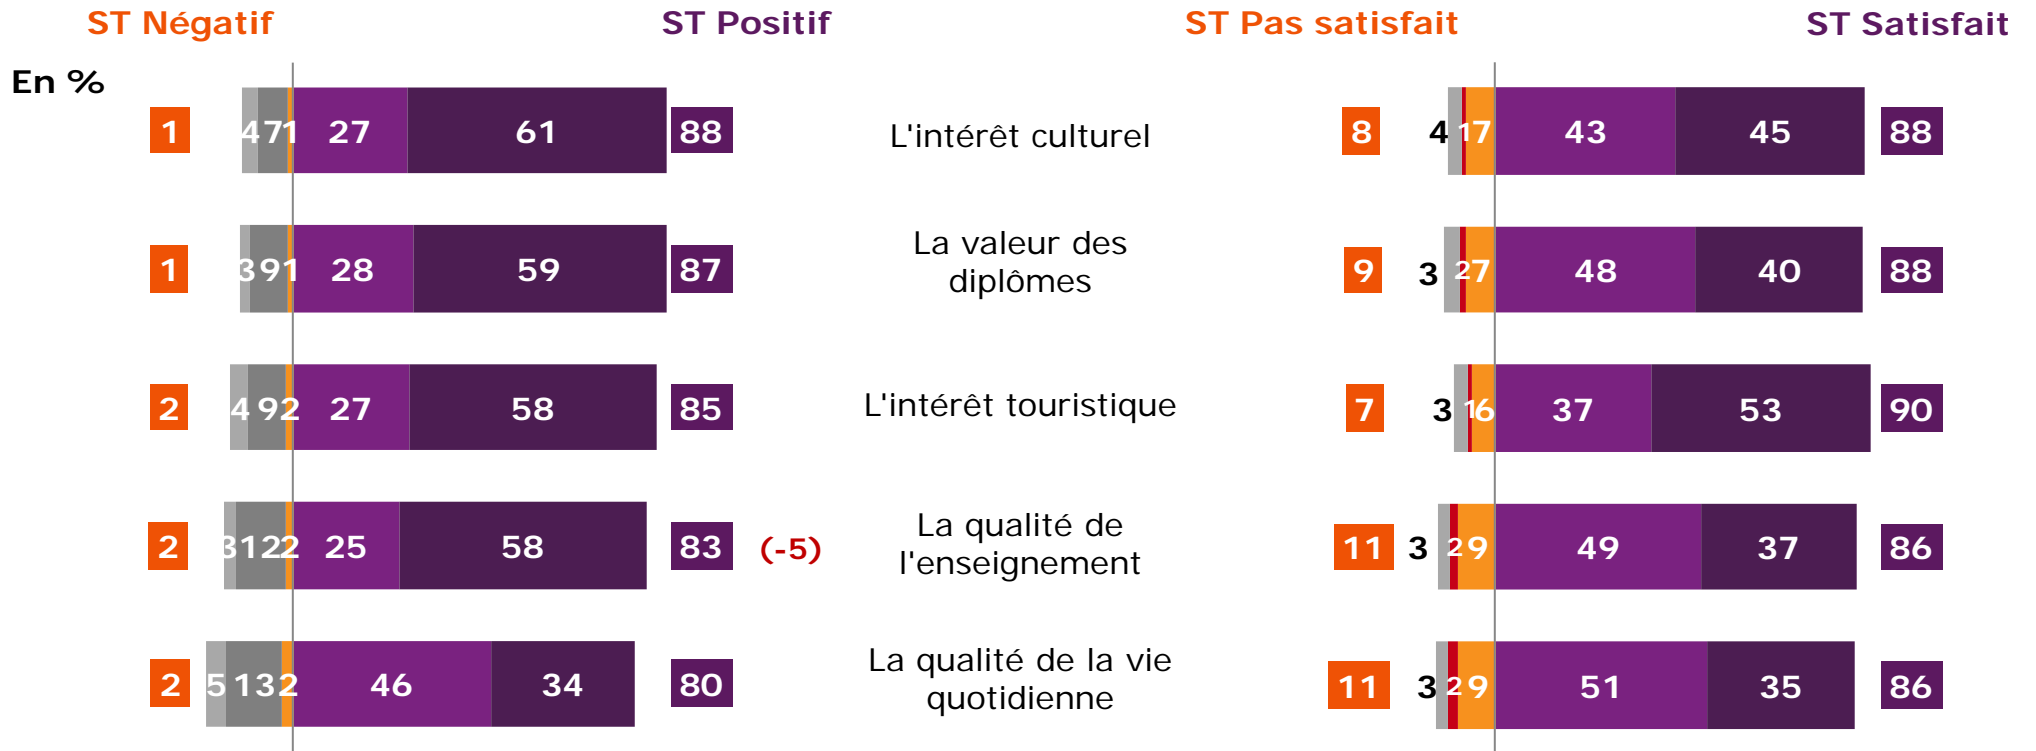 ST Négatif ST Positif ST Pas satisfait ST Satisfait
En %
1 4 7 1 27 61 88 L'intérêt culturel 8 4 1 7 43 45 88
1 3 9 1 28 59 87 La valeur des
diplômes 9 3 2 7 48 40 88
2 4 9 2 27 58 85 L'intérêt touristique 7 3 1 6 37 53 90
2 3 12 2 25 58 83 (-5) La qualité de
l'enseignement 11 3 2 9 49 37 86
2 5 13 2 46 34 80 La qualité de la vie
quotidienne 11 3 2 9 51 35 86